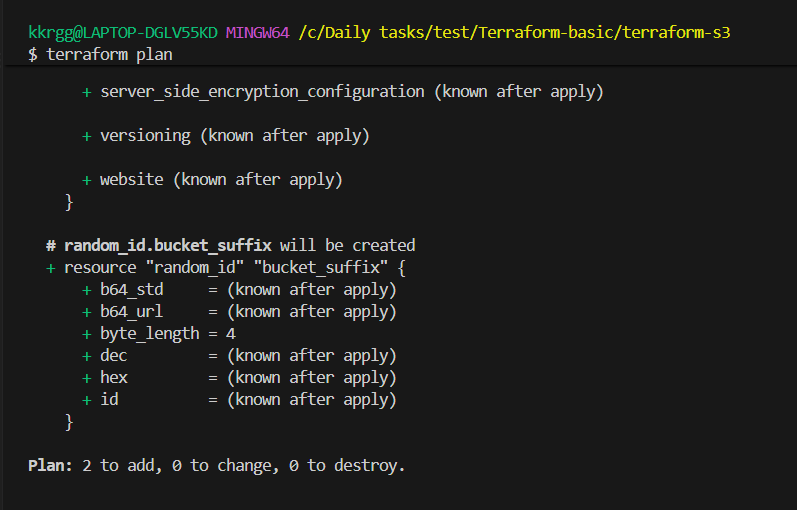 kkrgg@LAPTOP-DGLV55KD MINGW64 /c/Daily tasks/test/Terraform-basic/terraform-s3
$ terraform plan
+ server_side_encryption_configuration (known after apply)
+ versioning (known after apply)
+ website (known after apply)
}
# random_id.bucket_suffix will be created
+ resource "random_id" "bucket_suffix" {
+ b64_std     = (known after apply)
+ b64_url     = (known after apply)
+ byte_length = 4
+ dec         = (known after apply)
+ hex         = (known after apply)
+ id          = (known after apply)
}
Plan: 2 to add, 0 to change, 0 to destroy.